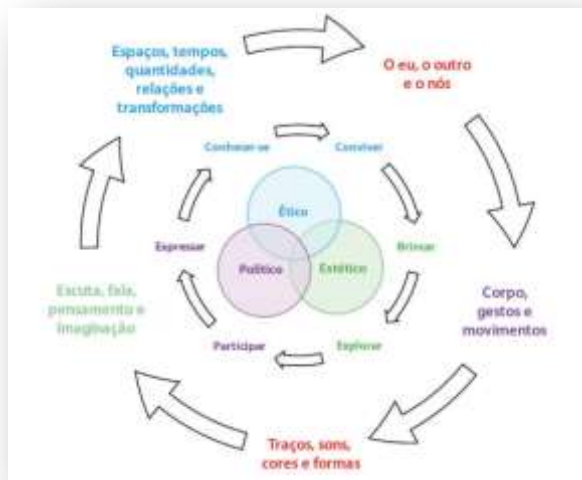 Espaços, tempos,
quantidades,
relações e
transformações
O eu, o outro
e o nós
Conhecer-se
Conviver
Ético
Expressar
Brincar
Político
Estético
Escuta, fala,
pensamento e
imaginação
Corpo,
gestos e
movimentos
Participar
Explorar
Traços, sons,
cores e formas